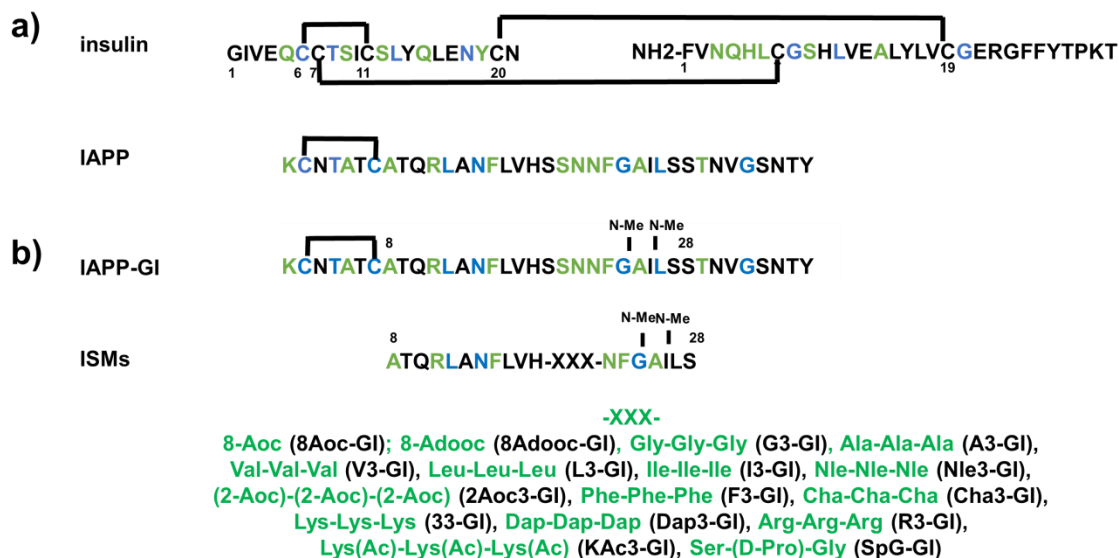 a)
insulin
GIVEQCCTSICSLYQLENYCN
NH2-FVNQHLCGSHLVEALYLVCGERGFFYTPKT
1 6 7 11 20 1 19
IAPP
KCNTATCATQRLANFLVHSSNNFGAILSSTNVGSNTY
b)
N-Me N-Me
8 28
IAPP-GI
KCNTATCATQRLANFLVHSSNNFGAILSSTNVGSNTY
N-Me N-Me
8 28
ISMs
ATQRLANFLVH-XXX-NFGAILS
-XXX-
8-Aoc (8Aoc-GI); 8-Adooc (8Adooc-GI), Gly-Gly-Gly (G3-GI), Ala-Ala-Ala (A3-GI),
Val-Val-Val (V3-GI), Leu-Leu-Leu (L3-GI), Ile-Ile-Ile (I3-GI), Nle-Nle-Nle (Nle3-GI),
(2-Aoc)-(2-Aoc)-(2-Aoc) (2Aoc3-GI), Phe-Phe-Phe (F3-GI), Cha-Cha-Cha (Cha3-GI),
Lys-Lys-Lys (33-GI), Dap-Dap-Dap (Dap3-GI), Arg-Arg-Arg (R3-GI),
Lys(Ac)-Lys(Ac)-Lys(Ac) (KAc3-GI), Ser-(D-Pro)-Gly (SpG-GI)